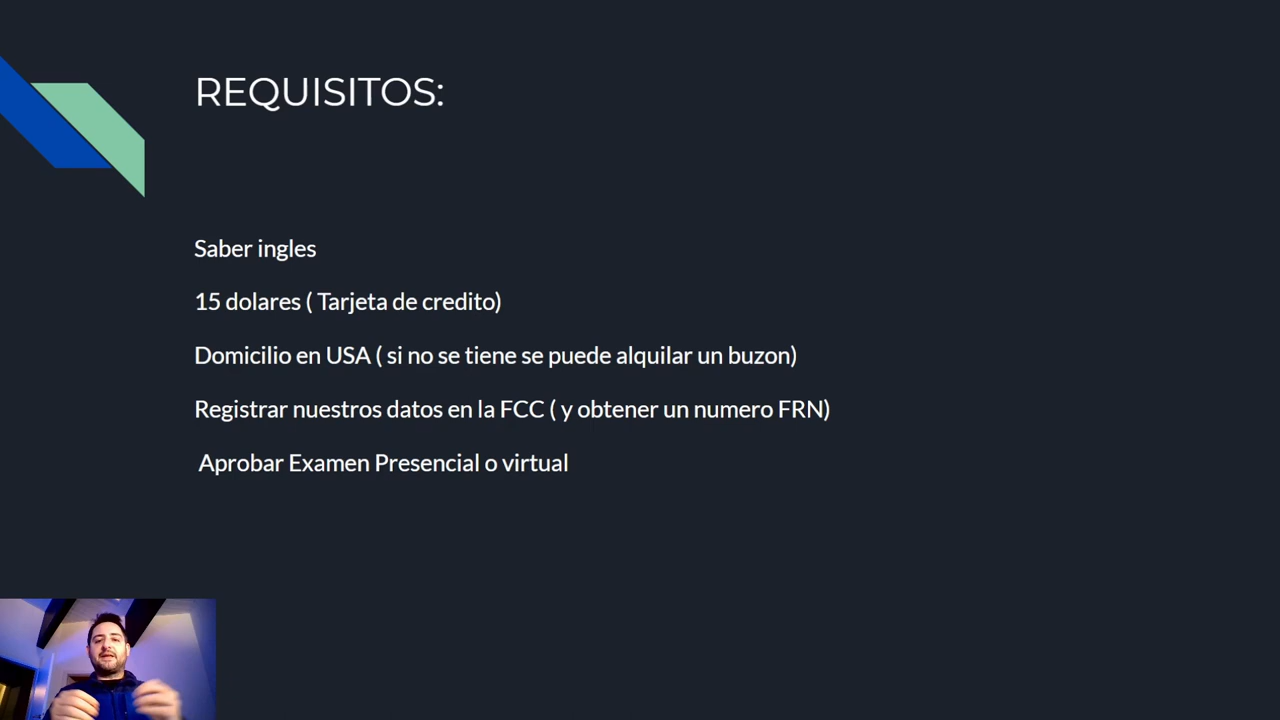 REQUISITOS:
Saber ingles
15 dolares ( Tarjeta de credito)
Domicilio en USA ( si no se tiene se puede alquilar un buzon)
Registrar nuestros datos en la FCC ( y obtener un numero FRN)
Aprobar Examen Presencial o virtual